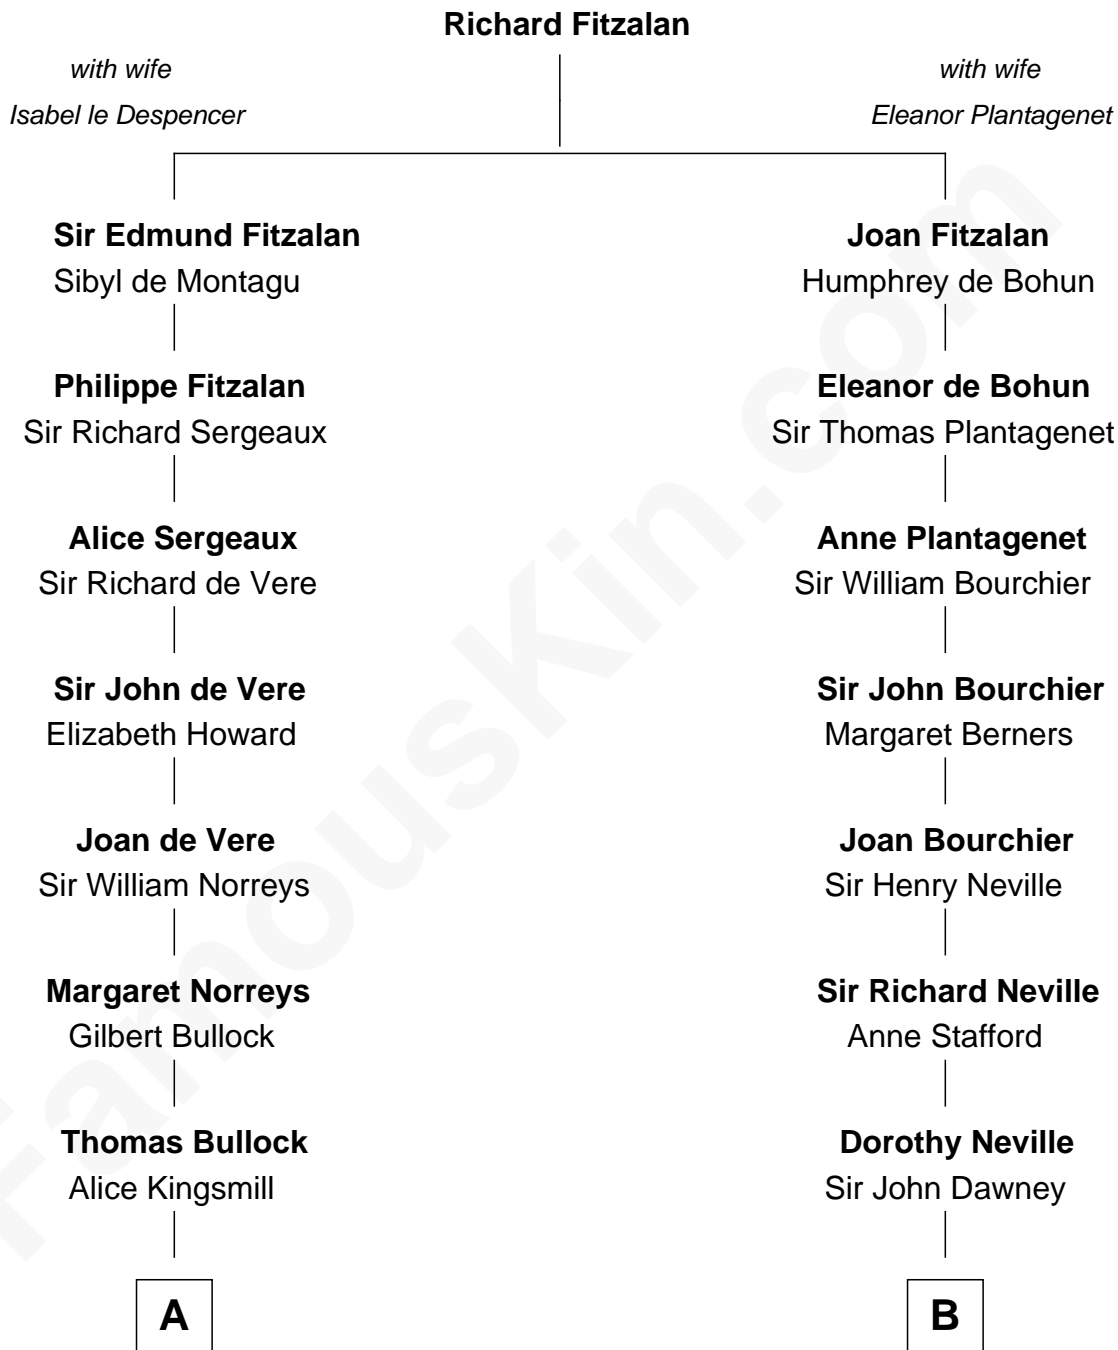 Richard Fitzalan
with wife
Isabel le Despencer
with wife
Eleanor Plantagenet
Sir Edmund Fitzalan
Sibyl de Montagu
Joan Fitzalan
Humphrey de Bohun
Philippe Fitzalan
Sir Richard Sergeaux
Eleanor de Bohun
Sir Thomas Plantagenet
Alice Sergeaux
Sir Richard de Vere
Anne Plantagenet
Sir William Bourchier
Sir John de Vere
Elizabeth Howard
Sir John Bourchier
Margaret Berners
Joan de Vere
Sir William Norreys
Joan Bourchier
Sir Henry Neville
Margaret Norreys
Gilbert Bullock
Sir Richard Neville
Anne Stafford
Thomas Bullock
Alice Kingsmill
Dorothy Neville
Sir John Dawney
A
B
FamousKin.com